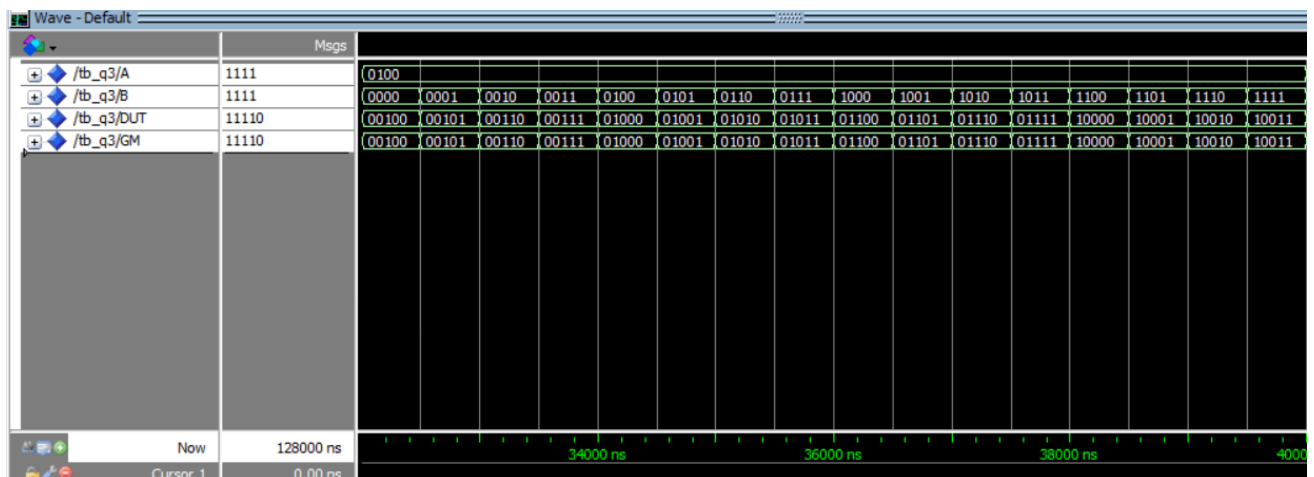 Wave - Default
Msgs
/tb_q3/A 1111 0100
/tb_q3/B 1111 0000 0001 0010 0011 0100 0101 0110 0111 1000 1001 1010 1011 1100 1101 1110 1111
/tb_q3/DUT 11110 00100 00101 00110 00111 01000 01001 01010 01011 01100 01101 01110 01111 10000 10001 10010 10011
/tb_q3/GM 11110 00100 00101 00110 00111 01000 01001 01010 01011 01100 01101 01110 01111 10000 10001 10010 10011
Now 128000 ns 34000 ns 36000 ns 38000 ns 4000
Cursor 1 0.00 ns